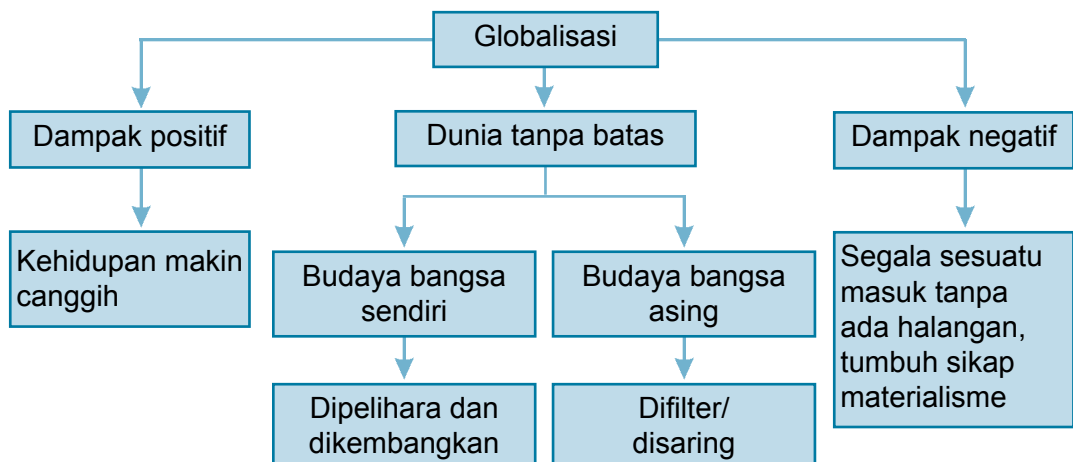 Globalisasi
Dampak positif
Dunia tanpa batas
Dampak negatif
Kehidupan makin
canggih
Budaya bangsa
sendiri
Budaya bangsa
asing
Segala sesuatu
masuk tanpa
ada halangan,
tumbuh sikap
materialisme
Dipelihara dan
dikembangkan
Difilter/
disaring